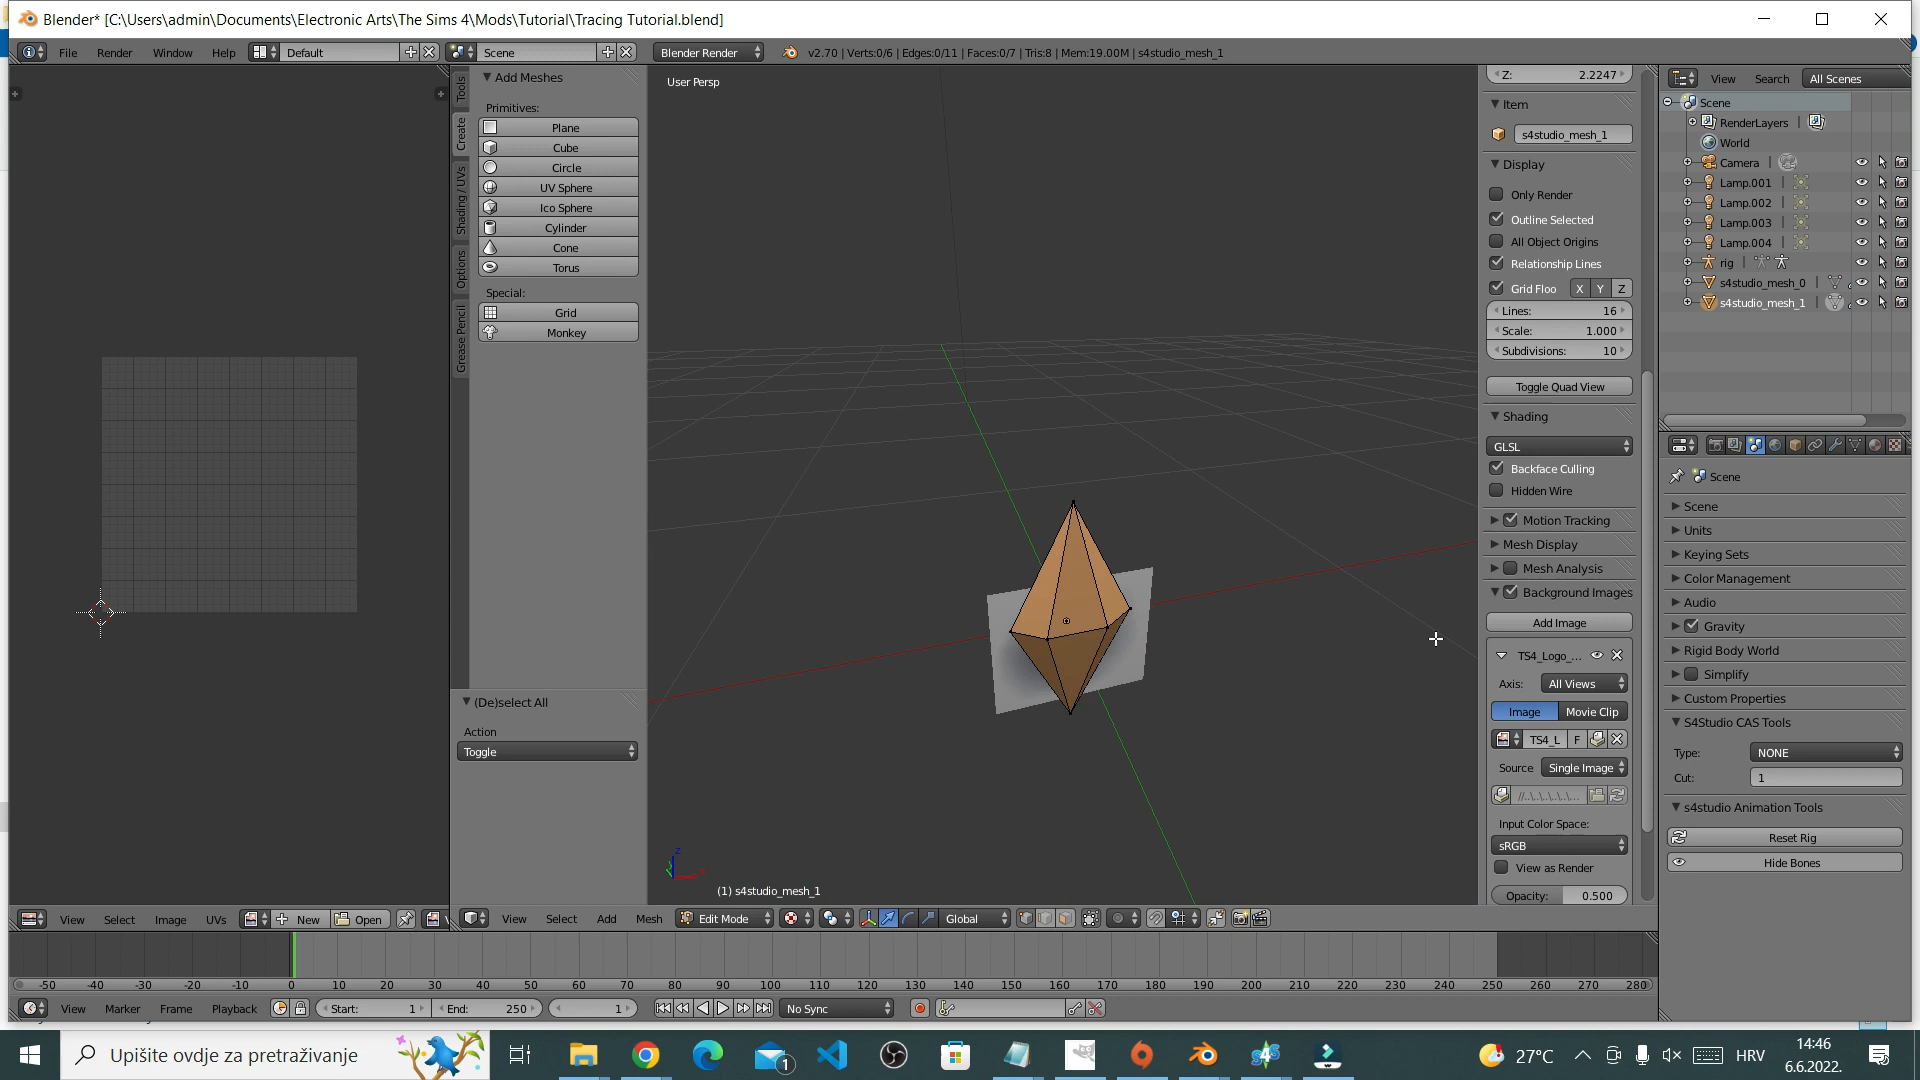 Blender* [C:\Users\admin\Documents\Electronic Arts\The Sims 4\Mods\Tutorial\Tracing Tutorial.blend]
File Render Window Help Default Scene Blender Render v2.70 | Verts:0/6 | Edges:0/11 | Faces:0/7 | Tris:8 | Mem:19.00M | s4studio_mesh_1
Tools
Create
Shading / UVs
Options
Grease Pencil
Add Meshes
Primitives:
Plane
Cube
Circle
UV Sphere
Ico Sphere
Cylinder
Cone
Torus
Special:
Grid
Monkey
(De)select All
Action
Toggle
User Persp
(1) s4studio_mesh_1
Z: 2.2247
Item
s4studio_mesh_1
Display
Only Render
Outline Selected
All Object Origins
Relationship Lines
Grid Floo X Y Z
Lines: 16
Scale: 1.000
Subdivisions: 10
Toggle Quad View
Shading
GLSL
Backface Culling
Hidden Wire
Motion Tracking
Mesh Display
Mesh Analysis
Background Images
Add Image
TS4_Logo_...
Axis: All Views
Image Movie Clip
TS4_L F
Source Single Image
//.\.\.\.\.\...
Input Color Space:
sRGB
View as Render
Opacity: 0.500
View Search All Scenes
Scene
RenderLayers
World
Camera
Lamp.001
Lamp.002
Lamp.003
Lamp.004
rig
s4studio_mesh_0
s4studio_mesh_1
Scene
Scene
Units
Keying Sets
Color Management
Audio
Gravity
Rigid Body World
Simplify
Custom Properties
S4Studio CAS Tools
Type: NONE
Cut: 1
s4studio Animation Tools
Reset Rig
Hide Bones
View Select Image UVs New Open
View Select Add Mesh Edit Mode Global
-50 -40 -30 -20 -10 0 10 20 30 40 50 60 70 80 90 100 110 120 130 140 150 160 170 180 190 200 210 220 230 240 250 260 270 280
View Marker Frame Playback Start: 1 End: 250 1 No Sync
Upišite ovdje za pretraživanje
1
27°C
HRV
14:46
6.6.2022.